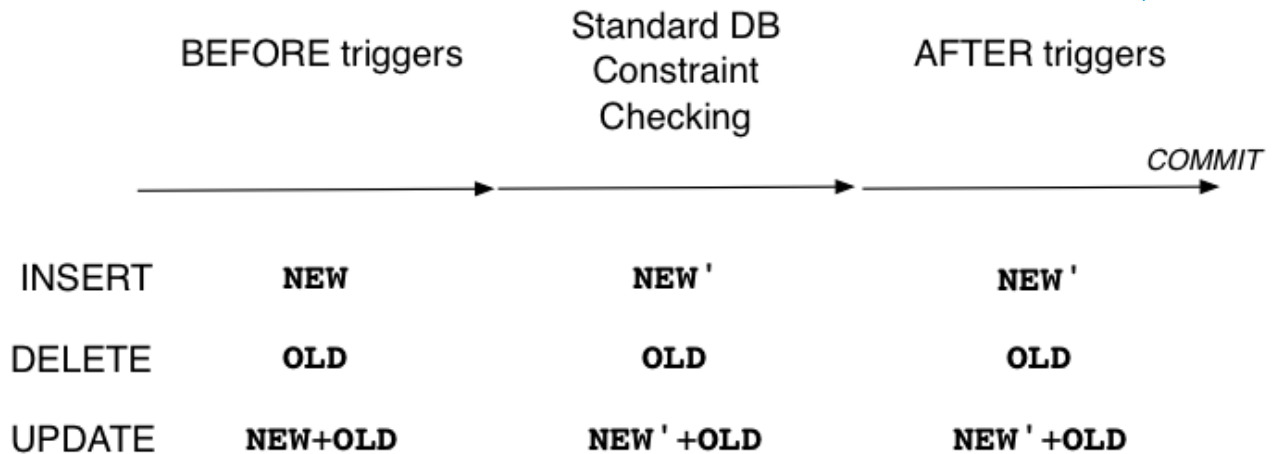 BEFORE triggers
Standard DB
Constraint
Checking
AFTER triggers
COMMIT
INSERT NEW NEW' NEW'
DELETE OLD OLD OLD
UPDATE NEW+OLD NEW'+OLD NEW'+OLD